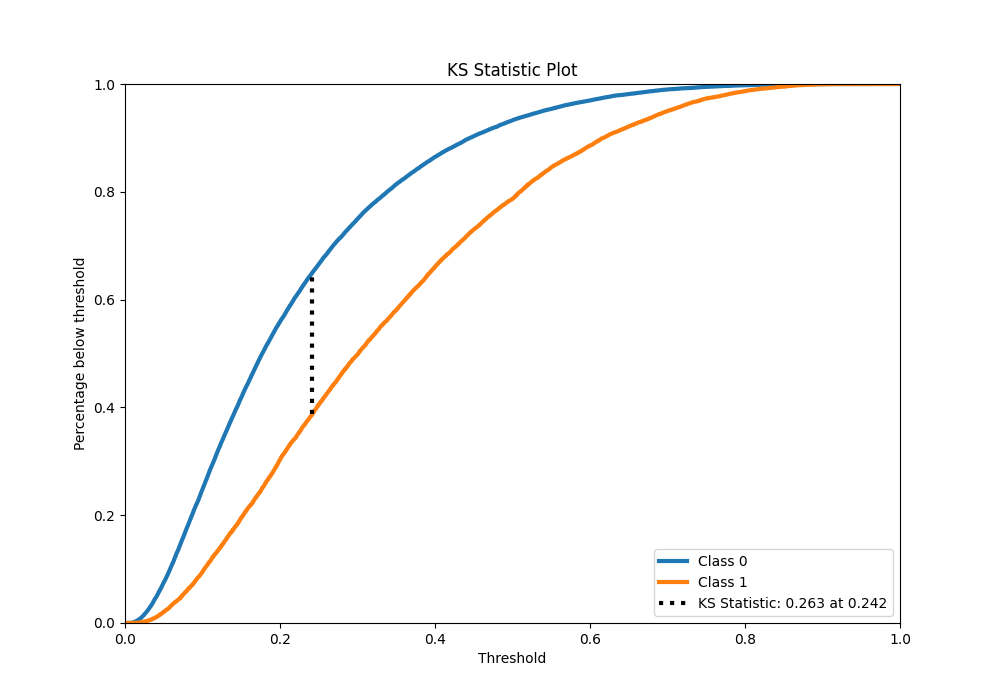 KS Statistic Plot
1.0
0.8
0.6
0.4
0.2
0.0
Percentage below threshold
0.0 0.2 0.4 0.6 0.8 1.0
Threshold
Class 0
Class 1
KS Statistic: 0.263 at 0.242